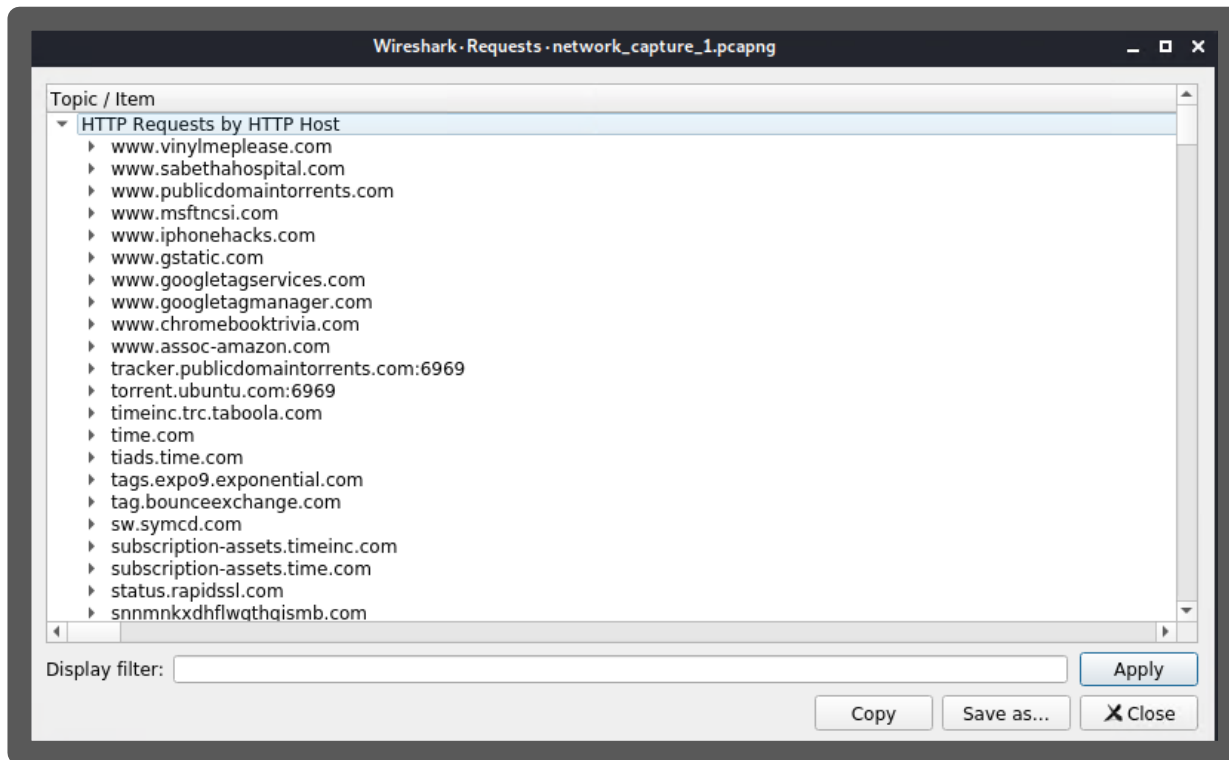 Wireshark · Requests · network_capture_1.pcapng
Topic / Item
HTTP Requests by HTTP Host
www.vinylmeplease.com
www.sabethahospital.com
www.publicdomaintorrents.com
www.msftncsi.com
www.iphonehacks.com
www.gstatic.com
www.googletagservices.com
www.googletagmanager.com
www.chromebooktrivia.com
www.assoc-amazon.com
tracker.publicdomaintorrents.com:6969
torrent.ubuntu.com:6969
timeinc.trc.taboola.com
time.com
tiads.time.com
tags.expo9.exponential.com
tag.bounceexchange.com
sw.symcd.com
subscription-assets.timeinc.com
subscription-assets.time.com
status.rapidssl.com
snnmnkxdhflwgthqismb.com
Display filter:
Apply
Copy
Save as...
Close